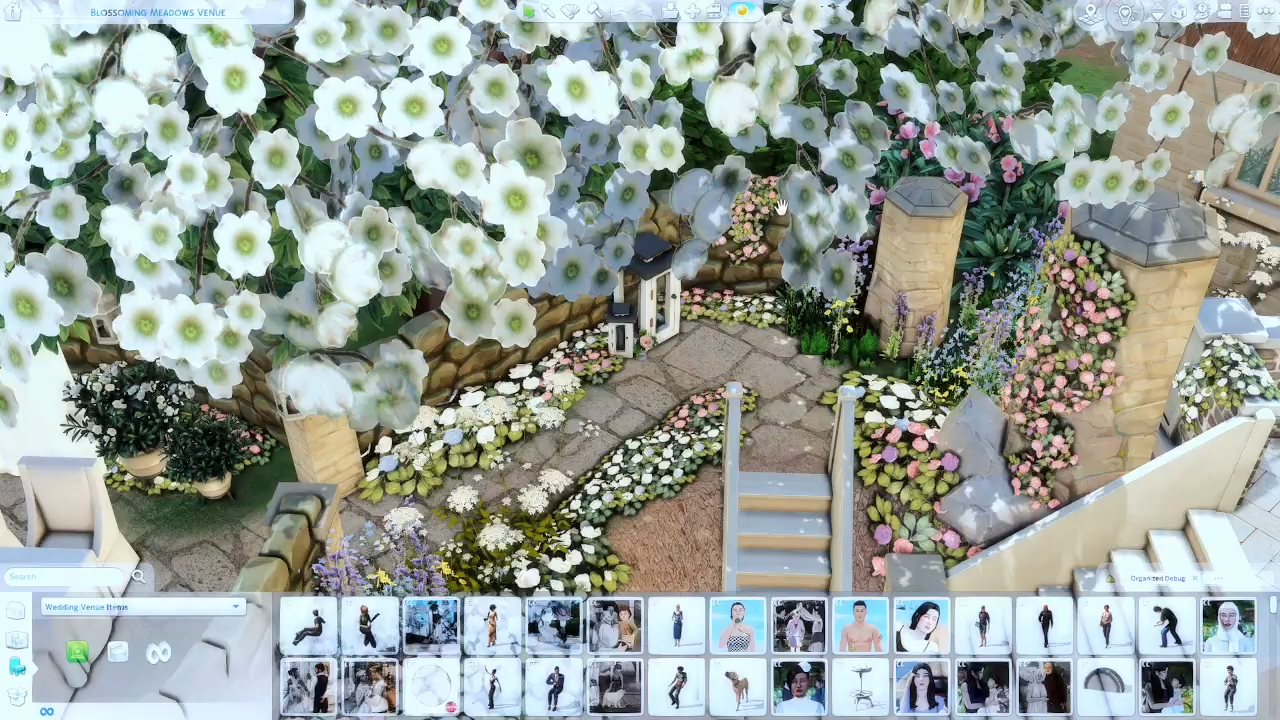 Blossoming Meadows Venue
Search
Organized Debug
Wedding Venue Items